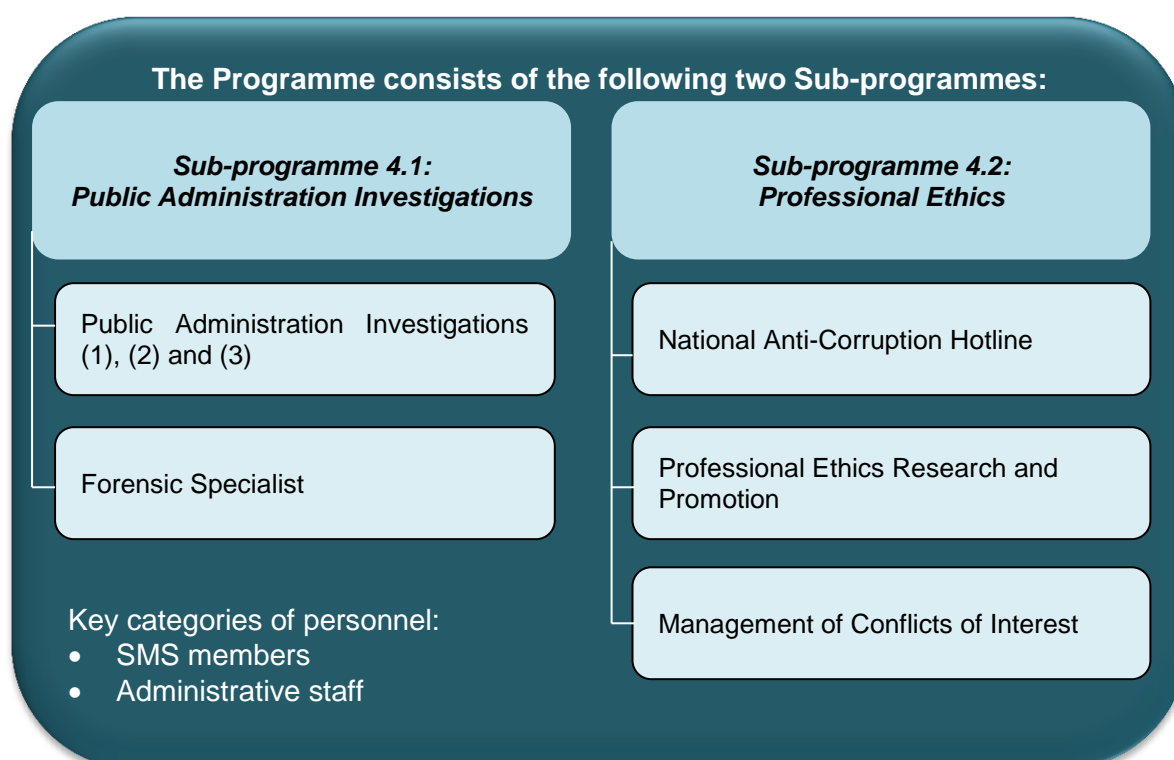 The Programme consists of the following two Sub-programmes:
Sub-programme 4.1:
Public Administration Investigations
Public Administration Investigations
(1), (2) and (3)
Forensic Specialist
Key categories of personnel:
• SMS members
• Administrative staff
Sub-programme 4.2:
Professional Ethics
National Anti-Corruption Hotline
Professional Ethics Research and
Promotion
Management of Conflicts of Interest